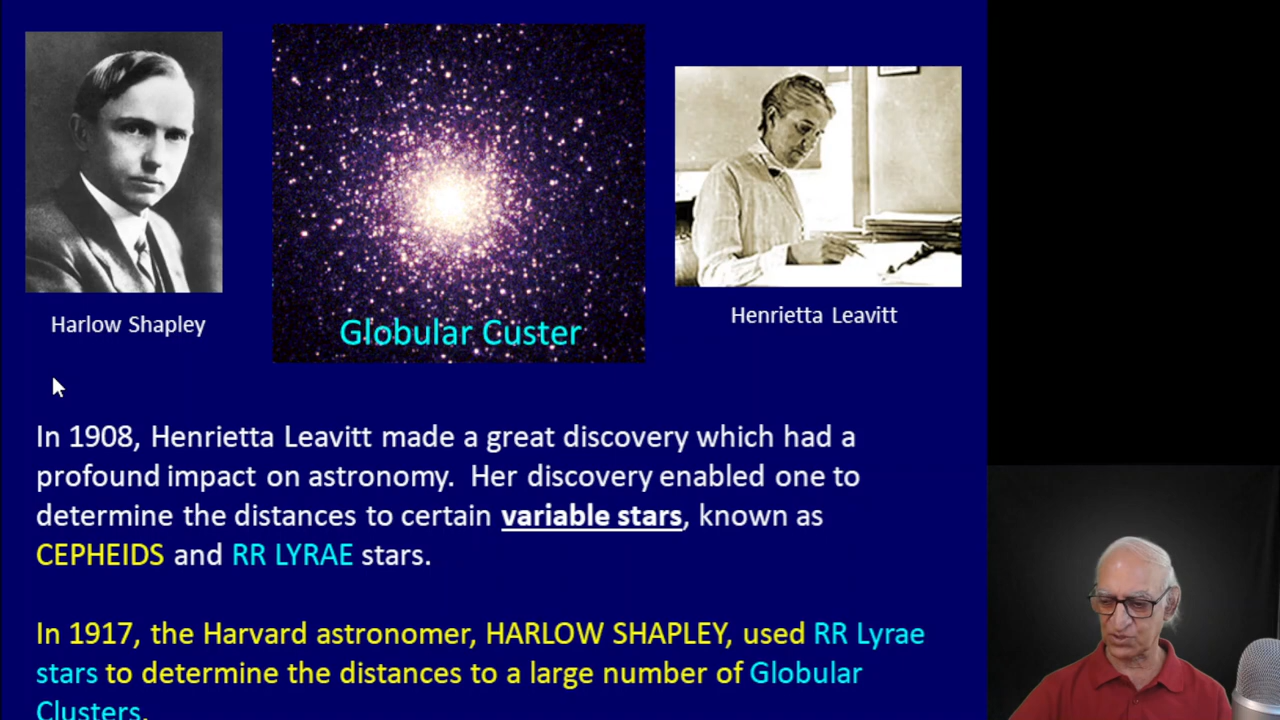 Harlow Shapley
Globular Custer
Henrietta Leavitt
In 1908, Henrietta Leavitt made a great discovery which had a
profound impact on astronomy.  Her discovery enabled one to
determine the distances to certain variable stars, known as
CEPHEIDS and RR LYRAE stars.
In 1917, the Harvard astronomer, HARLOW SHAPLEY, used RR Lyrae
stars to determine the distances to a large number of Globular
Clusters.